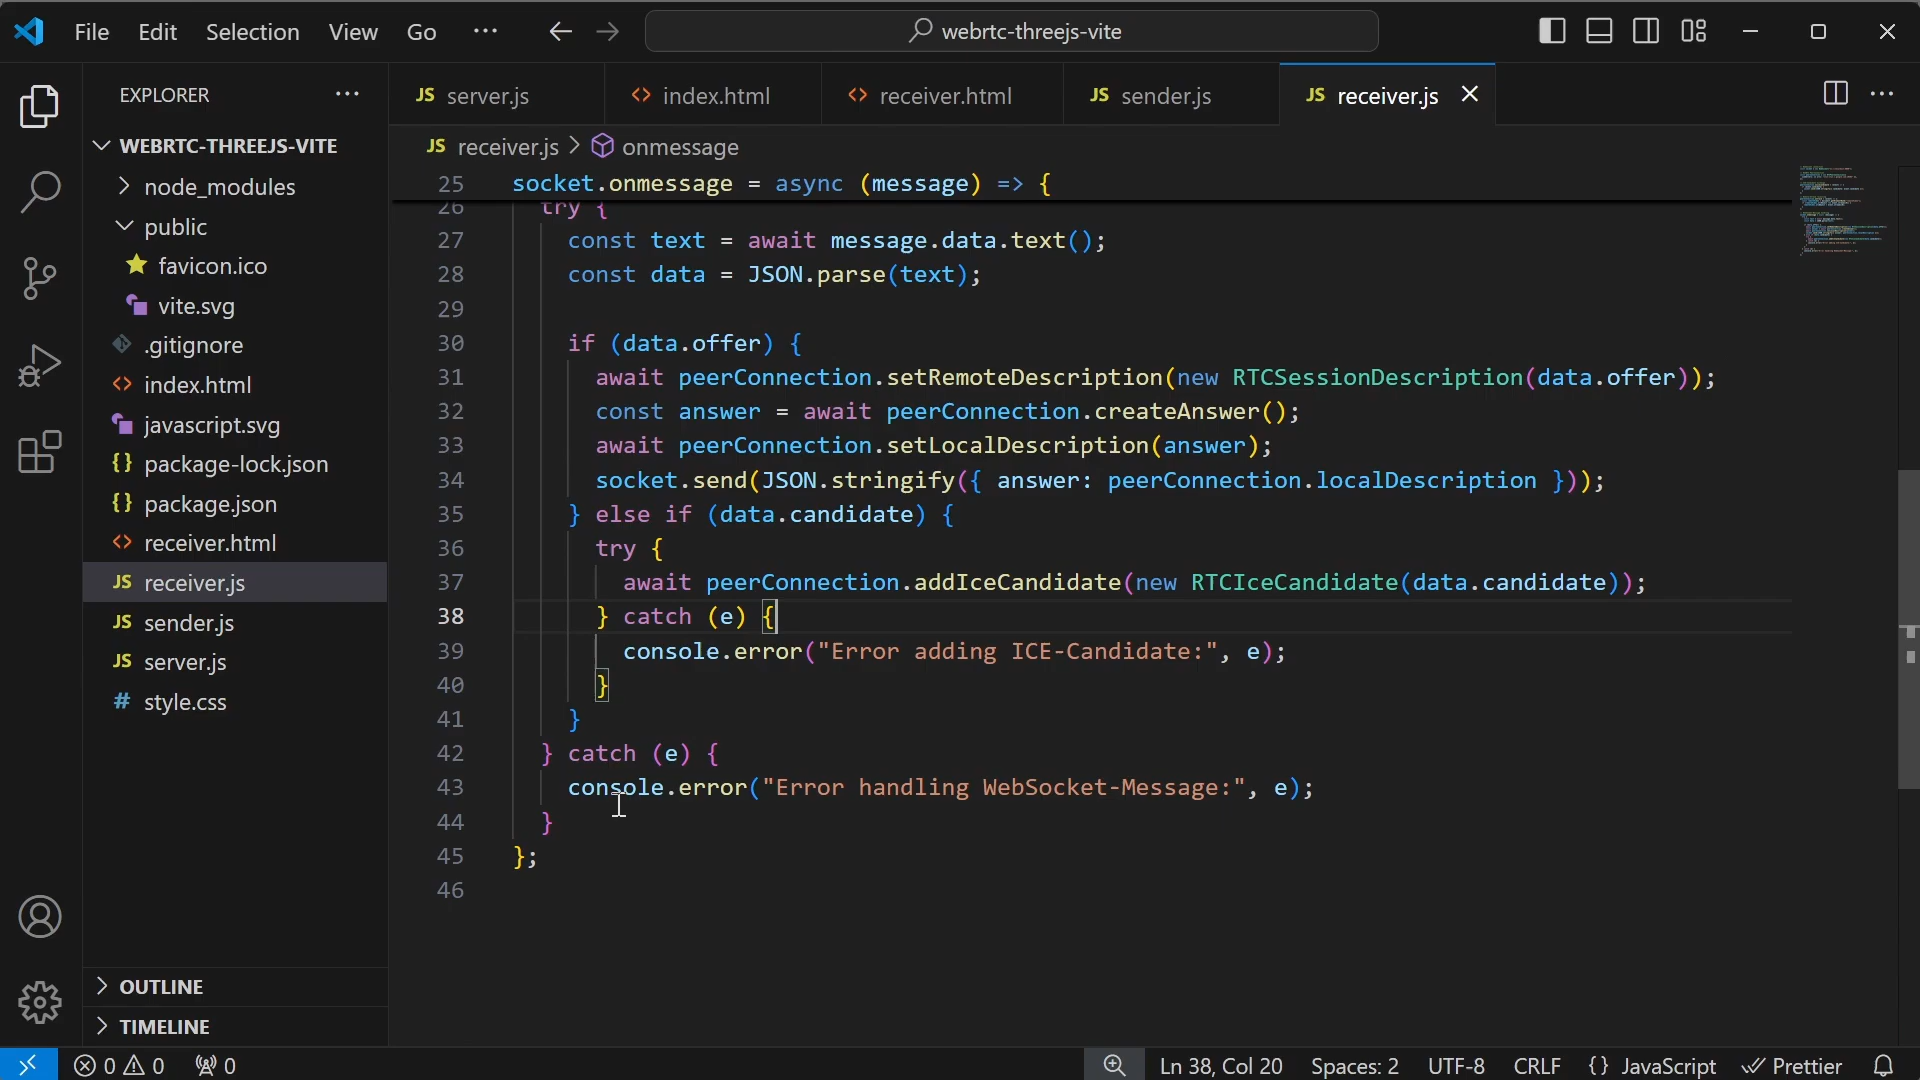 File Edit Selection View Go ··· webrtc-threejs-vite
EXPLORER ···
WEBRTC-THREEJS-VITE
node_modules
public
favicon.ico
vite.svg
.gitignore
index.html
javascript.svg
package-lock.json
package.json
receiver.html
JS receiver.js
JS sender.js
JS server.js
# style.css
OUTLINE
TIMELINE
JS server.js <> index.html <> receiver.html JS sender.js JS receiver.js
JS receiver.js > onmessage
25 socket.onmessage = async (message) => {
26 try {
27 const text = await message.data.text();
28 const data = JSON.parse(text);
29
30 if (data.offer) {
31 await peerConnection.setRemoteDescription(new RTCSessionDescription(data.offer));
32 const answer = await peerConnection.createAnswer();
33 await peerConnection.setLocalDescription(answer);
34 socket.send(JSON.stringify({ answer: peerConnection.localDescription }));
35 } else if (data.candidate) {
36 try {
37 await peerConnection.addIceCandidate(new RTCIceCandidate(data.candidate));
38 } catch (e) {
39 console.error("Error adding ICE-Candidate:", e);
40 }
41 }
42 } catch (e) {
43 console.error("Error handling WebSocket-Message:", e);
44 }
45 };
46
0 0 0 Ln 38, Col 20 Spaces: 2 UTF-8 CRLF {} JavaScript Prettier